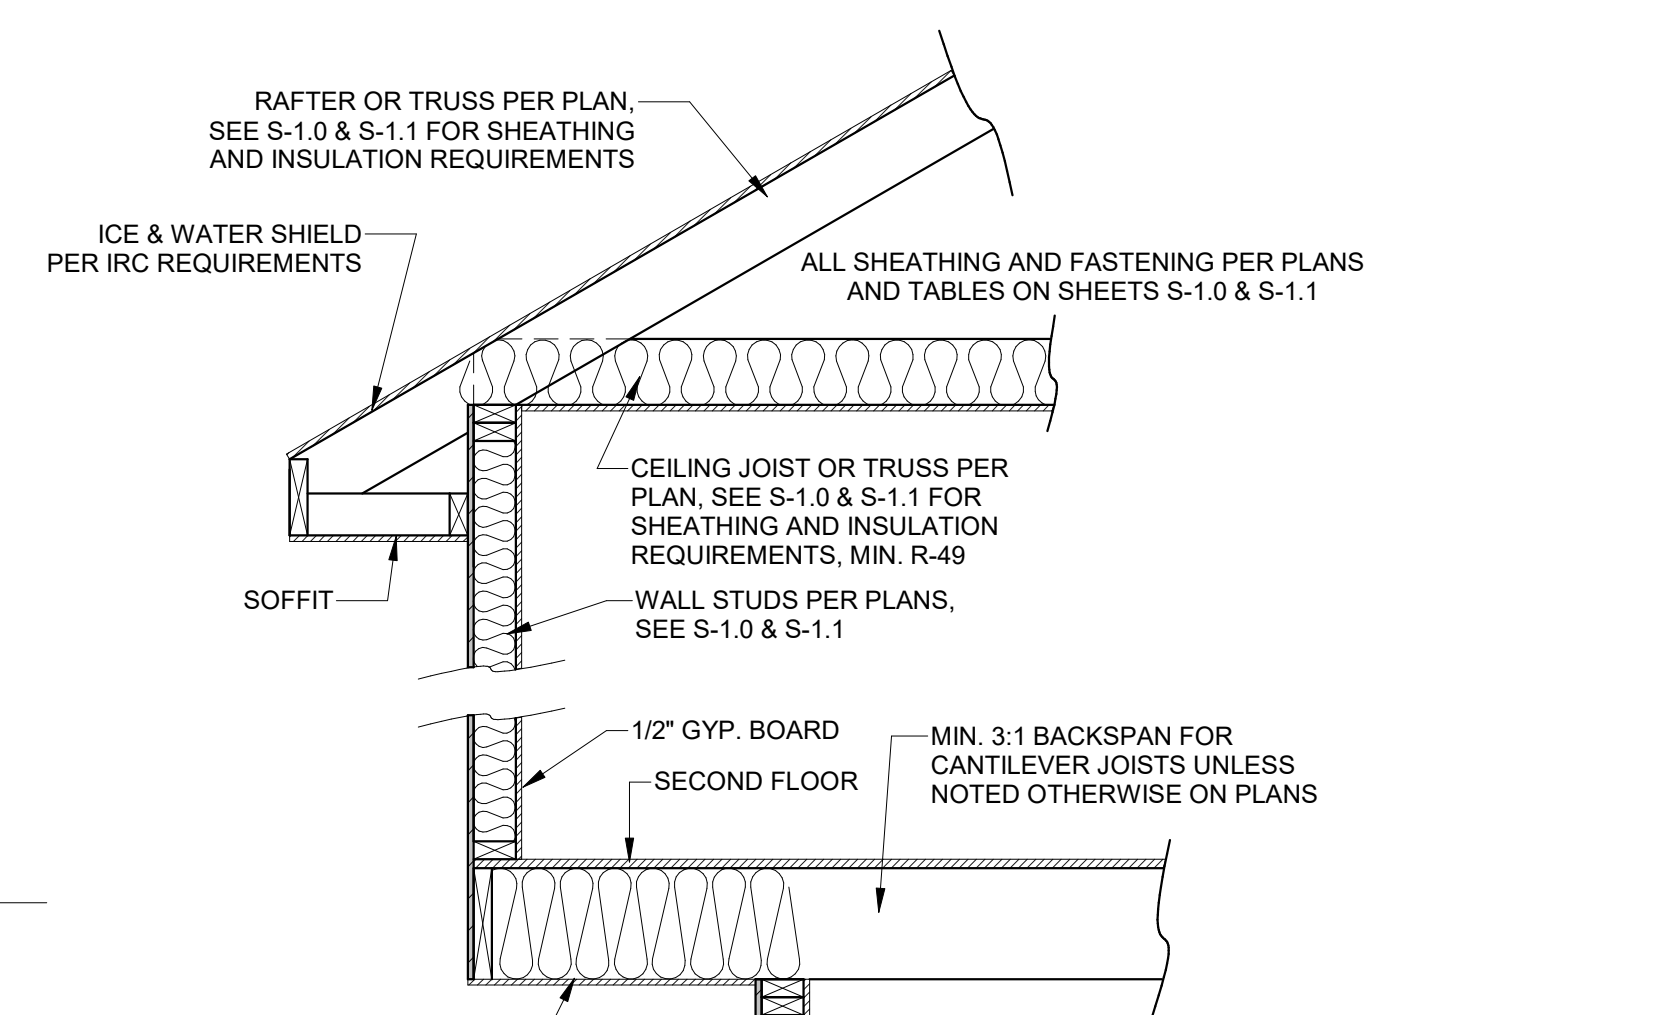 RAFTER OR TRUSS PER PLAN,
SEE S-1.0 & S-1.1 FOR SHEATHING
AND INSULATION REQUIREMENTS
ICE & WATER SHIELD
PER IRC REQUIREMENTS
ALL SHEATHING AND FASTENING PER PLANS
AND TABLES ON SHEETS S-1.0 & S-1.1
CEILING JOIST OR TRUSS PER
PLAN, SEE S-1.0 & S-1.1 FOR
SHEATHING AND INSULATION
REQUIREMENTS, MIN. R-49
SOFFIT
WALL STUDS PER PLANS,
SEE S-1.0 & S-1.1
1/2" GYP. BOARD
SECOND FLOOR
MIN. 3:1 BACKSPAN FOR
CANTILEVER JOISTS UNLESS
NOTED OTHERWISE ON PLANS